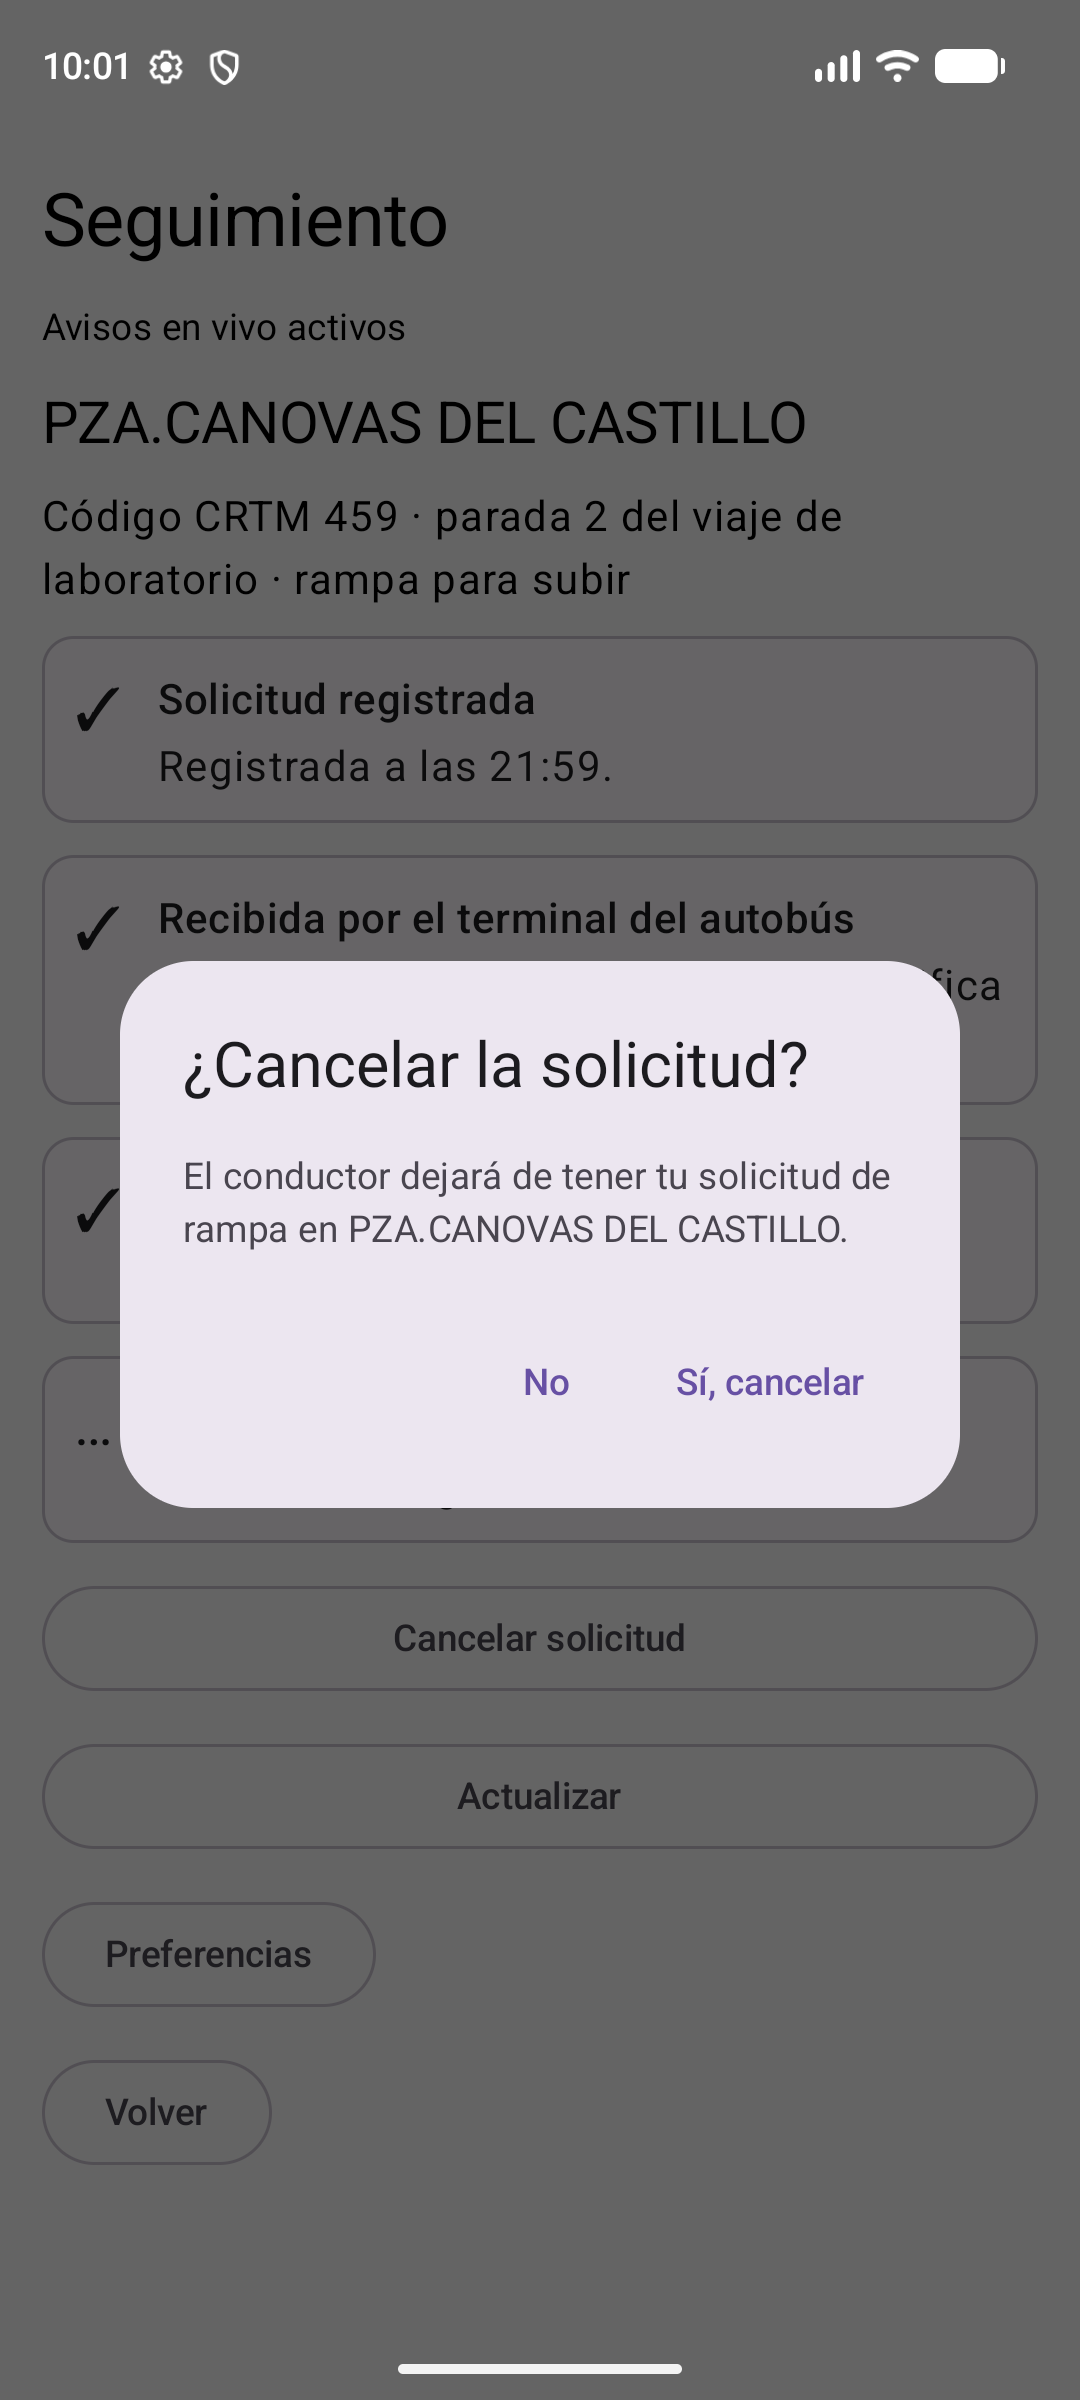 10:01
Seguimiento
Avisos en vivo activos
PZA.CANOVAS DEL CASTILLO
Código CRTM 459 · parada 2 del viaje de
laboratorio · rampa para subir
✓ Solicitud registrada
Registrada a las 21:59.
✓ Recibida por el terminal del autobús
¿Cancelar la solicitud?
El conductor dejará de tener tu solicitud de
rampa en PZA.CANOVAS DEL CASTILLO.
No Sí, cancelar
✓
…
Cancelar solicitud
Actualizar
Preferencias
Volver